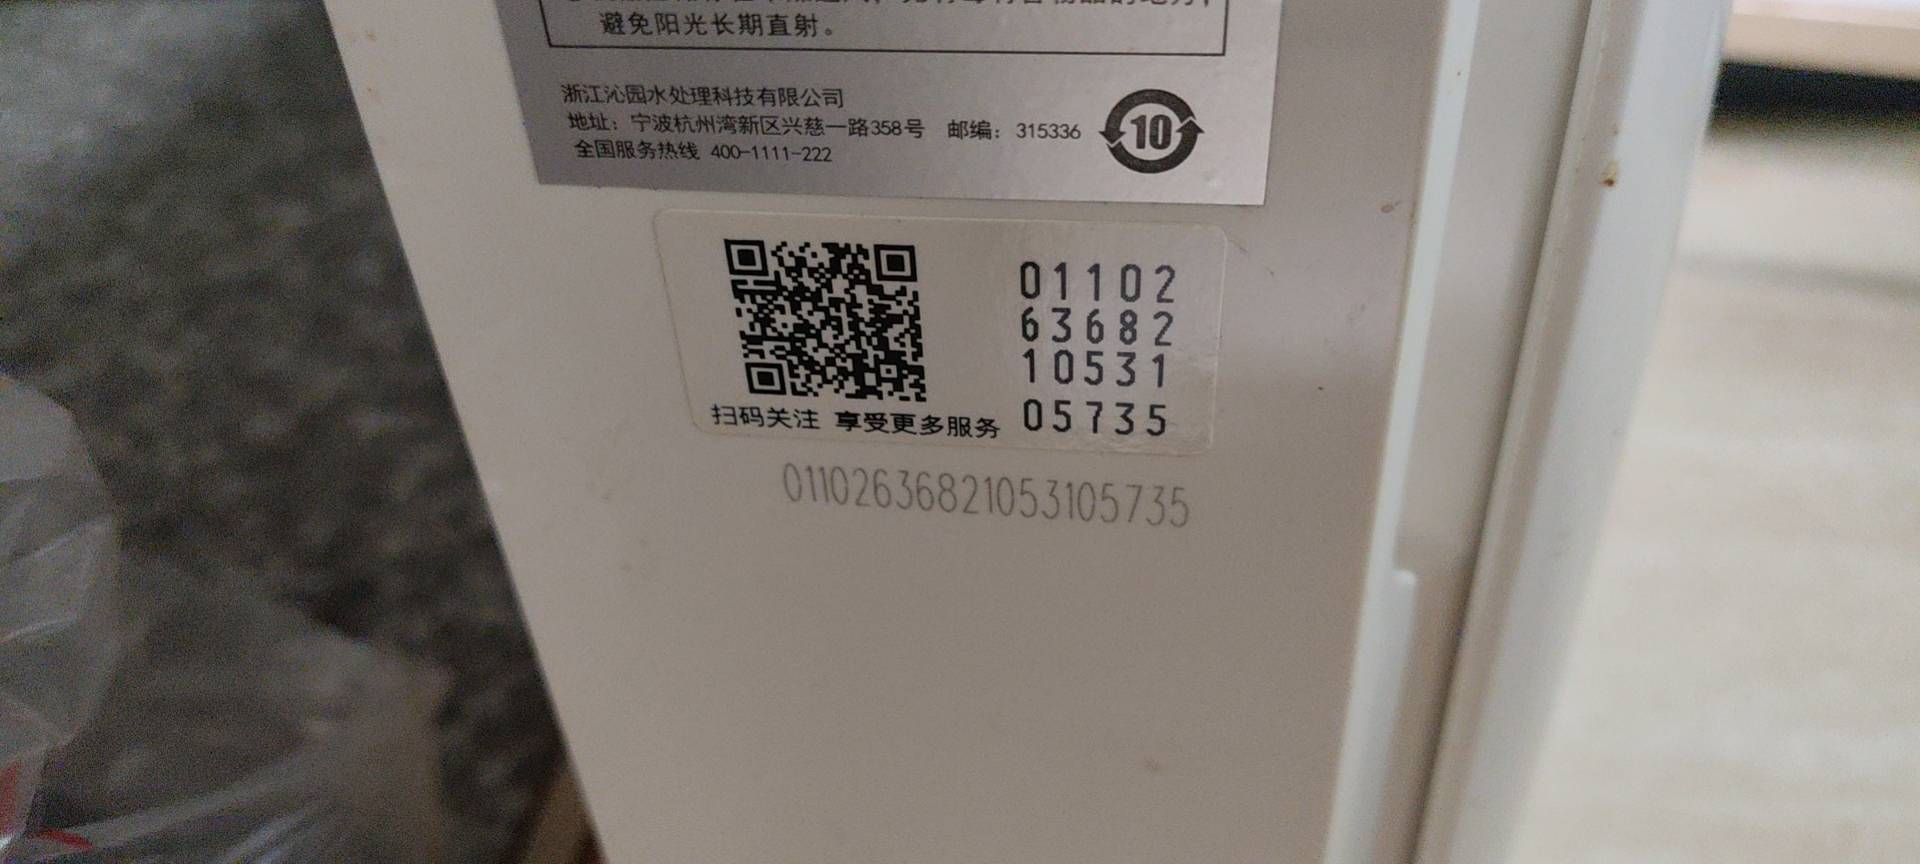 避免阳光长期直射。
浙江沁园水处理科技有限公司
地址：宁波杭州湾新区兴慈一路358号 邮编：315336
全国服务热线 400-1111-222
10
01102
63682
10531
05735
扫码关注 享受更多服务
01102636821053105735